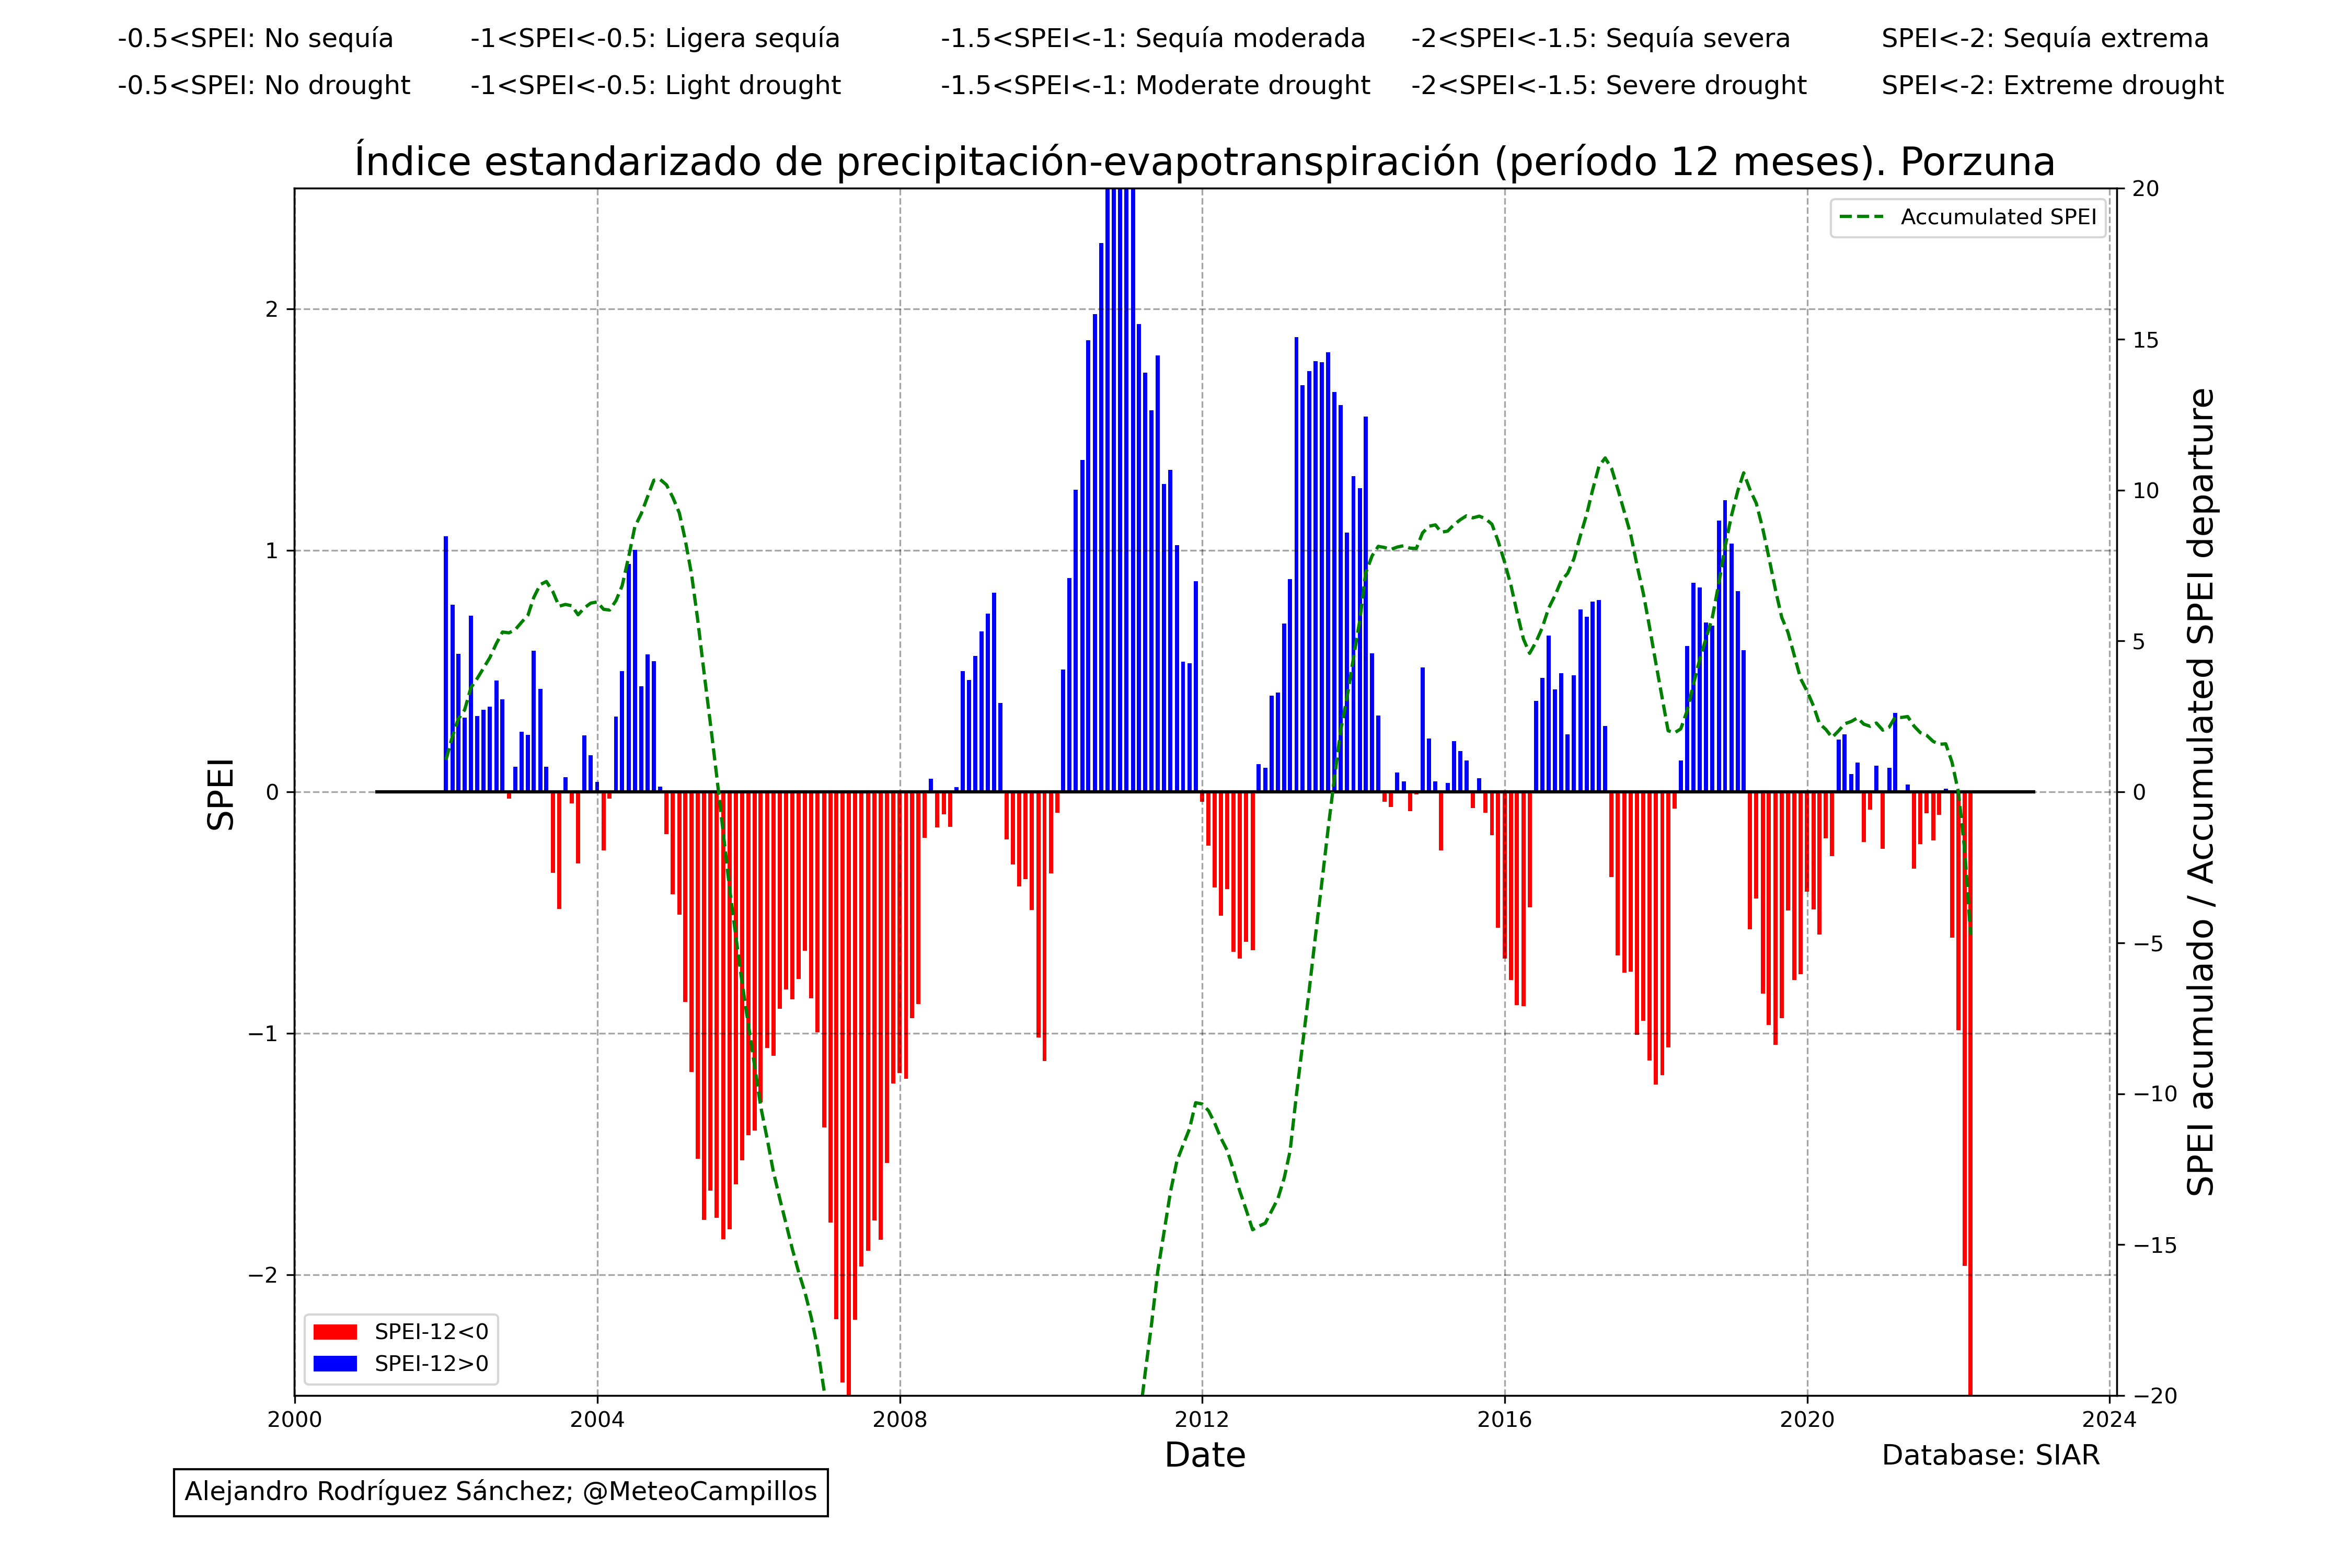 -0.5<SPEI: No sequía -1<SPEI<-0.5: Ligera sequía -1.5<SPEI<-1: Sequía moderada -2<SPEI<-1.5: Sequía severa SPEI<-2: Sequía extrema
-0.5<SPEI: No drought -1<SPEI<-0.5: Light drought -1.5<SPEI<-1: Moderate drought -2<SPEI<-1.5: Severe drought SPEI<-2: Extreme drought
Índice estandarizado de precipitación-evapotranspiración (período 12 meses). Porzuna
Accumulated SPEI
SPEI
2
1
0
−1
−2
20
15
10
5
0
−5
−10
−15
−20
SPEI acumulado / Accumulated SPEI departure
SPEI-12<0
SPEI-12>0
2000 2004 2008 2012 2016 2020 2024
Date
Database: SIAR
Alejandro Rodríguez Sánchez; @MeteoCampillos